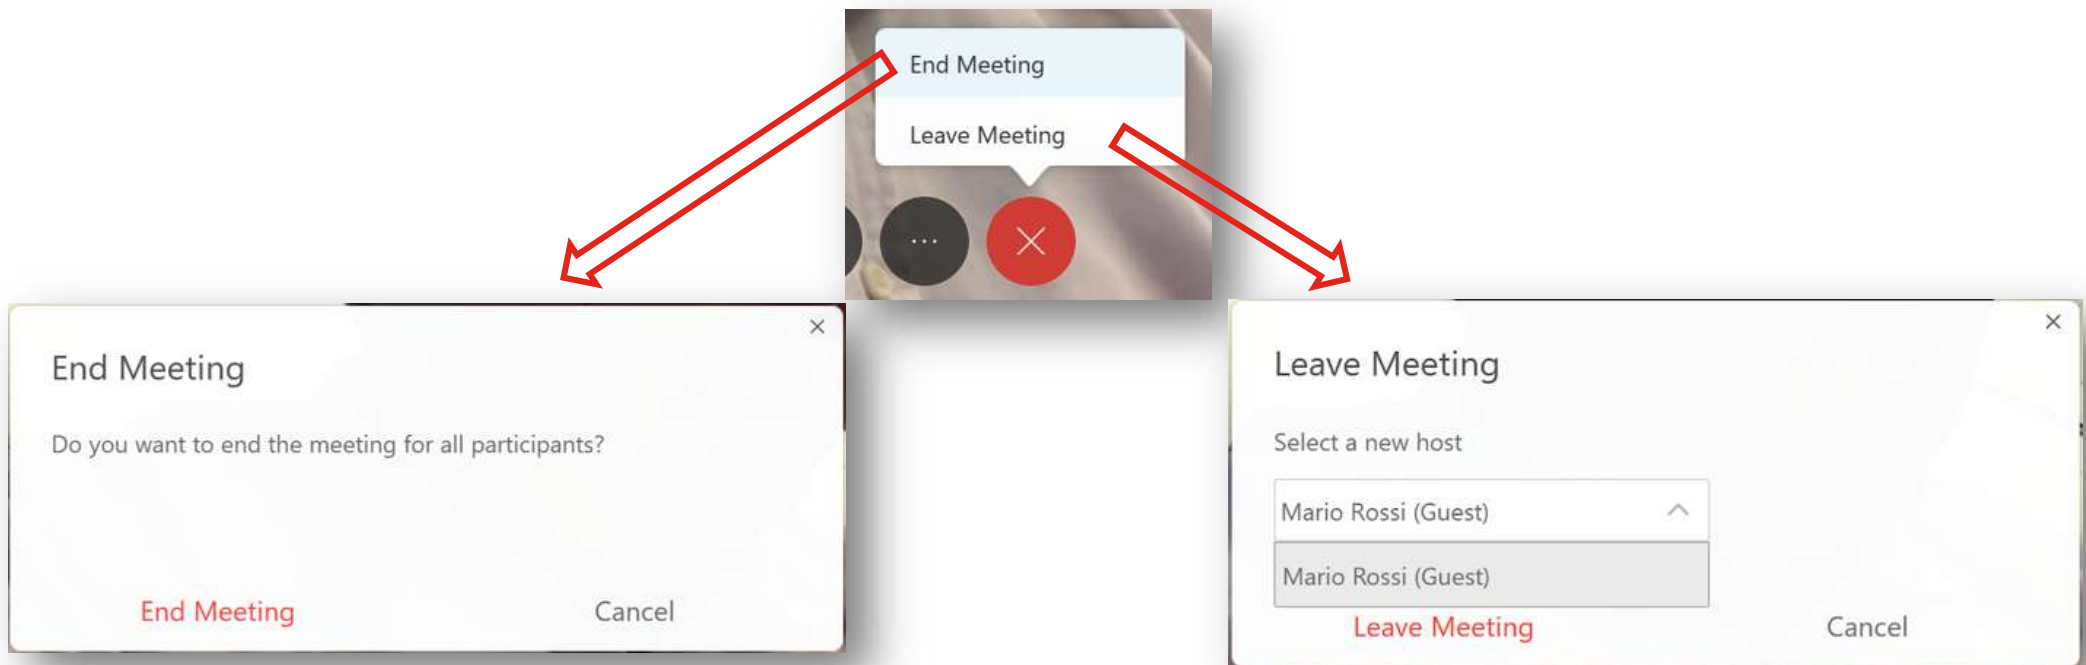 End Meeting
Leave Meeting
End Meeting
Do you want to end the meeting for all participants?
End Meeting
Cancel
Leave Meeting
Select a new host
Mario Rossi (Guest)
Mario Rossi (Guest)
Leave Meeting
Cancel